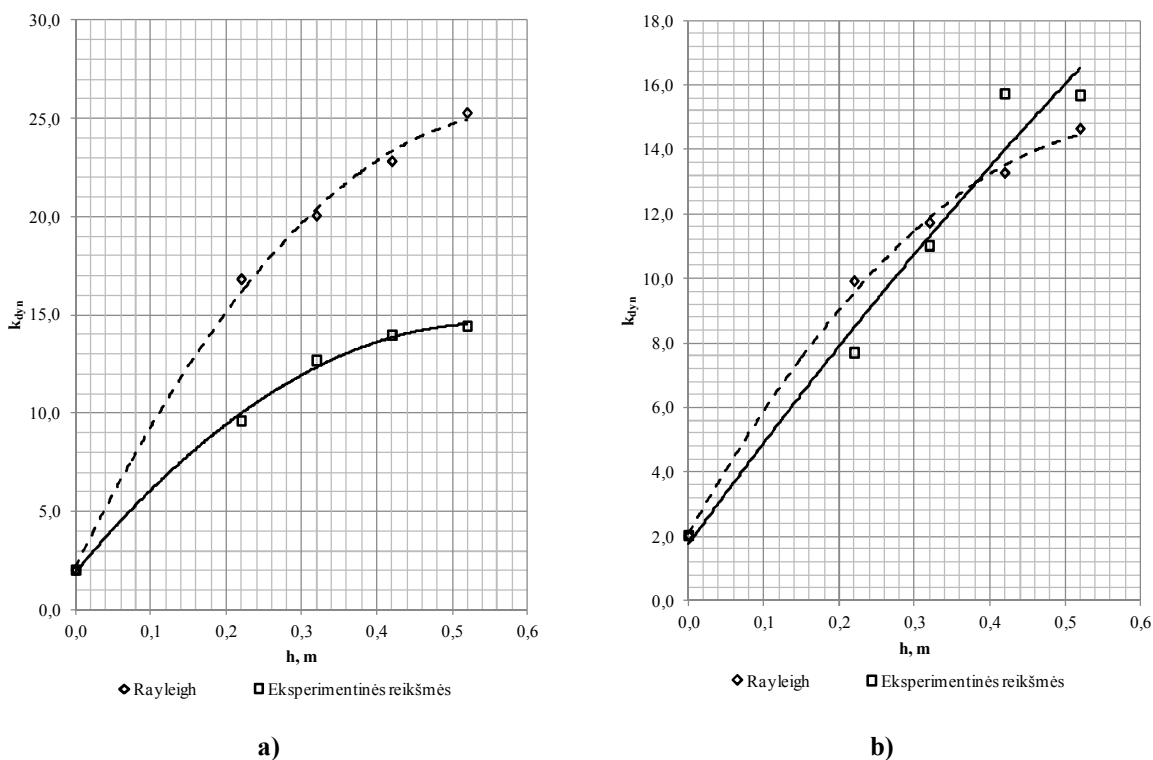 30,0
25,0
20,0
15,0
10,0
5,0
0,0
k_dyn
0,0 0,1 0,2 0,3 0,4 0,5 0,6
h, m
Rayleigh Eksperimentinės reikšmės
a)
18,0
16,0
14,0
12,0
10,0
8,0
6,0
4,0
2,0
0,0
k_dyn
0,0 0,1 0,2 0,3 0,4 0,5 0,6
h, m
Rayleigh Eksperimentinės reikšmės
b)